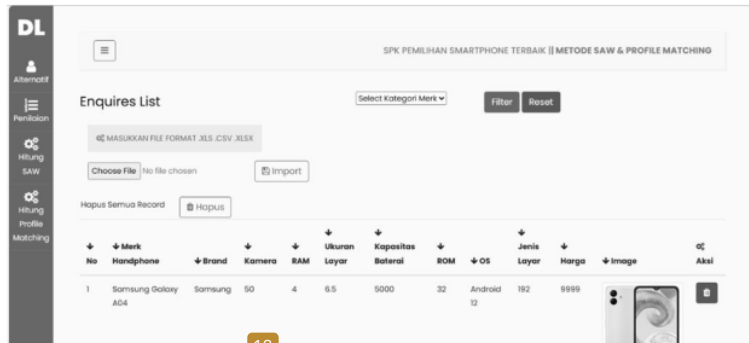 DL
Alternatif
Penilaian
Hitung
SAW
Hitung
Profile
Matching
SPK PEMILIHAN SMARTPHONE TERBAIK || METODE SAW & PROFILE MATCHING
Enquires List
Select Kategori Merk
Filter
Reset
MASUKKAN FILE FORMAT .XLS .CSV .XLSX
Choose File No file chosen
Import
Hapus Semua Record
Hapus
No
Merk Handphone
Brand
Kamera
RAM
Ukuran Layar
Kapasitas Baterai
ROM
OS
Jenis Layar
Harga
Image
Aksi
1
Samsung Galaxy A04
Samsung
50
4
6.5
5000
32
Android 12
192
9999